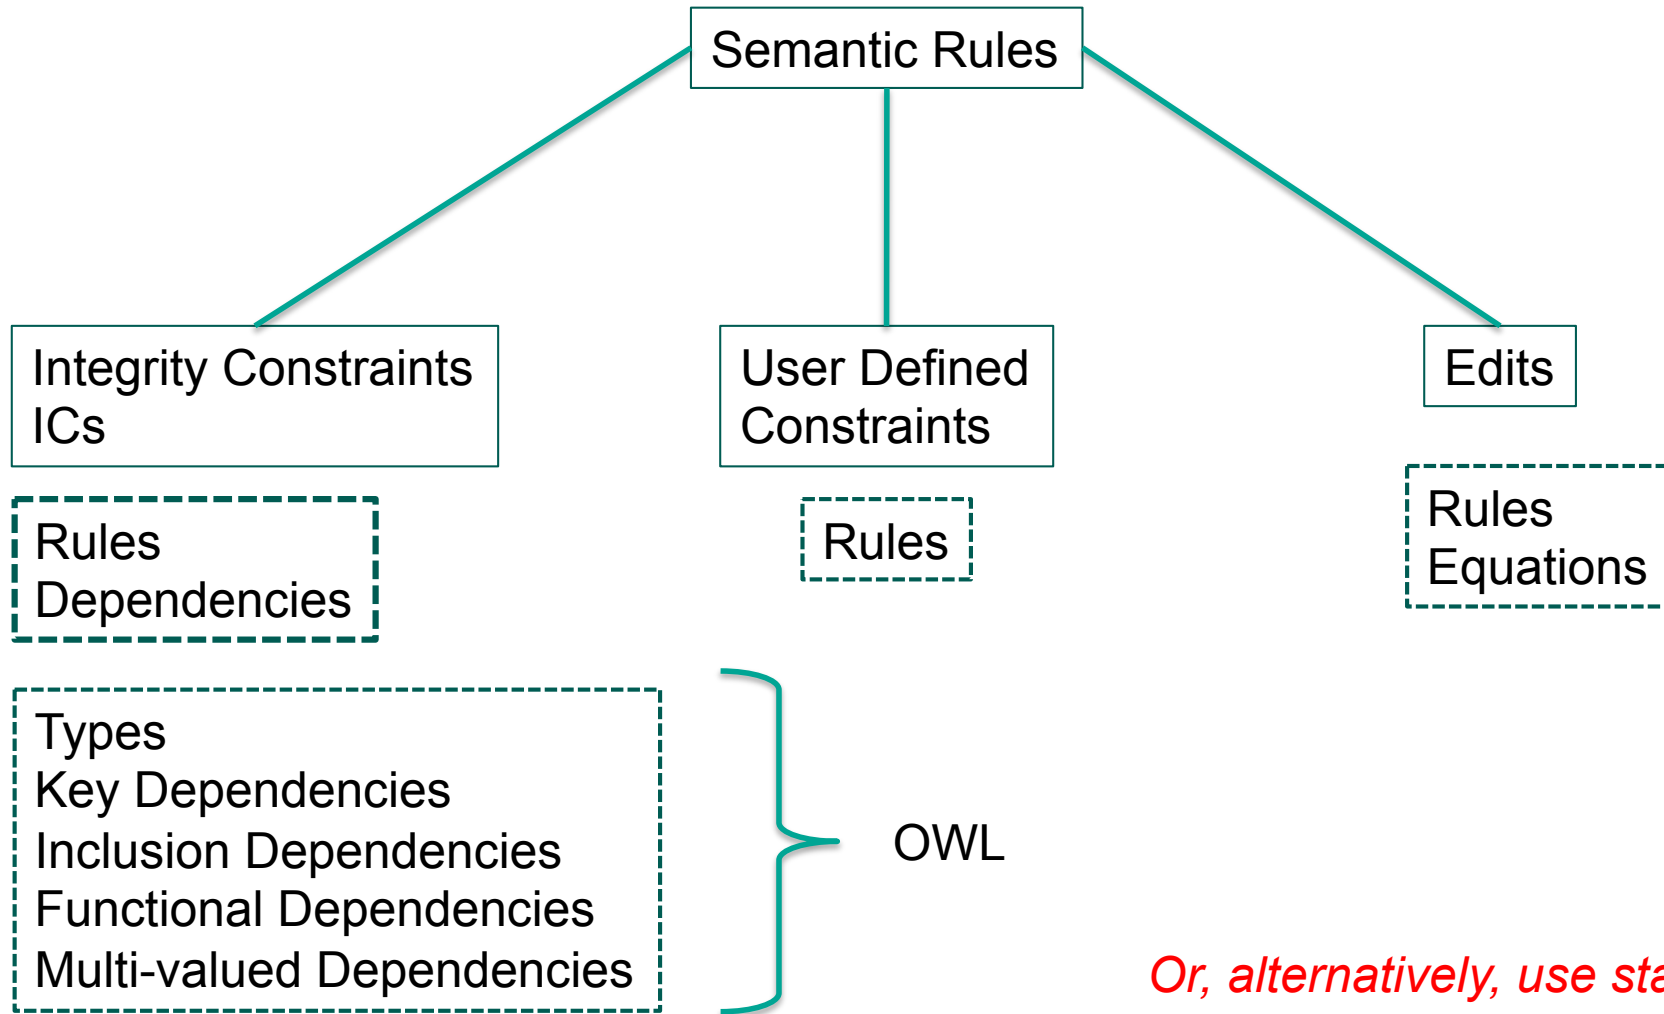 Semantic Rules
Integrity Constraints
ICs
User Defined
Constraints
Edits
Rules
Dependencies
Rules
Rules
Equations
Types
Key Dependencies
Inclusion Dependencies
Functional Dependencies
Multi-valued Dependencies
OWL
Or, alternatively, use